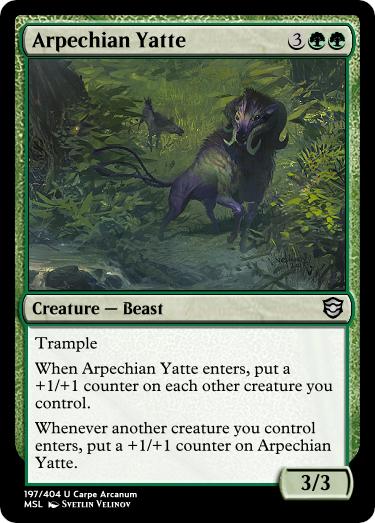 Arpechian Yatte 3
Creature — Beast
Trample
When Arpechian Yatte enters, put a
+1/+1 counter on each other creature you
control.
Whenever another creature you control
enters, put a +1/+1 counter on Arpechian
Yatte.
3/3
197/404 U Carpe Arcanum
MSL Svetlin Velinov